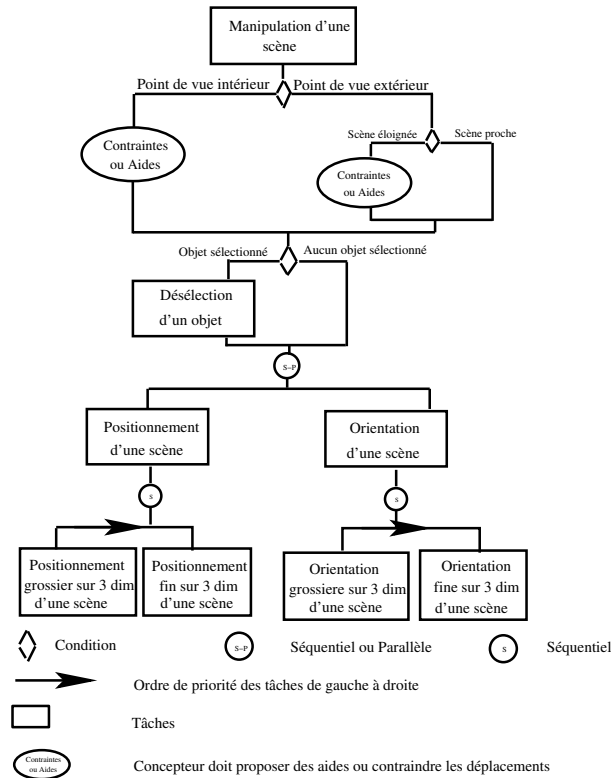 Manipulation d'une
scène
Point de vue intérieur
Point de vue extérieur
Contraintes
ou Aides
Scène éloignée
Scène proche
Contraintes
ou Aides
Objet sélectionné
Aucun objet sélectionné
Désélection
d'un objet
S–P
Positionnement
d'une scène
Orientation
d'une scène
S
S
Positionnement
grossier sur 3 dim
d'une scène
Positionnement
fin sur 3 dim
d'une scène
Orientation
grossiere sur 3 dim
d'une scène
Orientation
fine sur 3 dim
d'une scène
Condition
S–P
Séquentiel ou Parallèle
S
Séquentiel
Ordre de priorité des tâches de gauche à droite
Tâches
Contraintes
ou Aides
Concepteur doit proposer des aides ou contraindre les déplacements